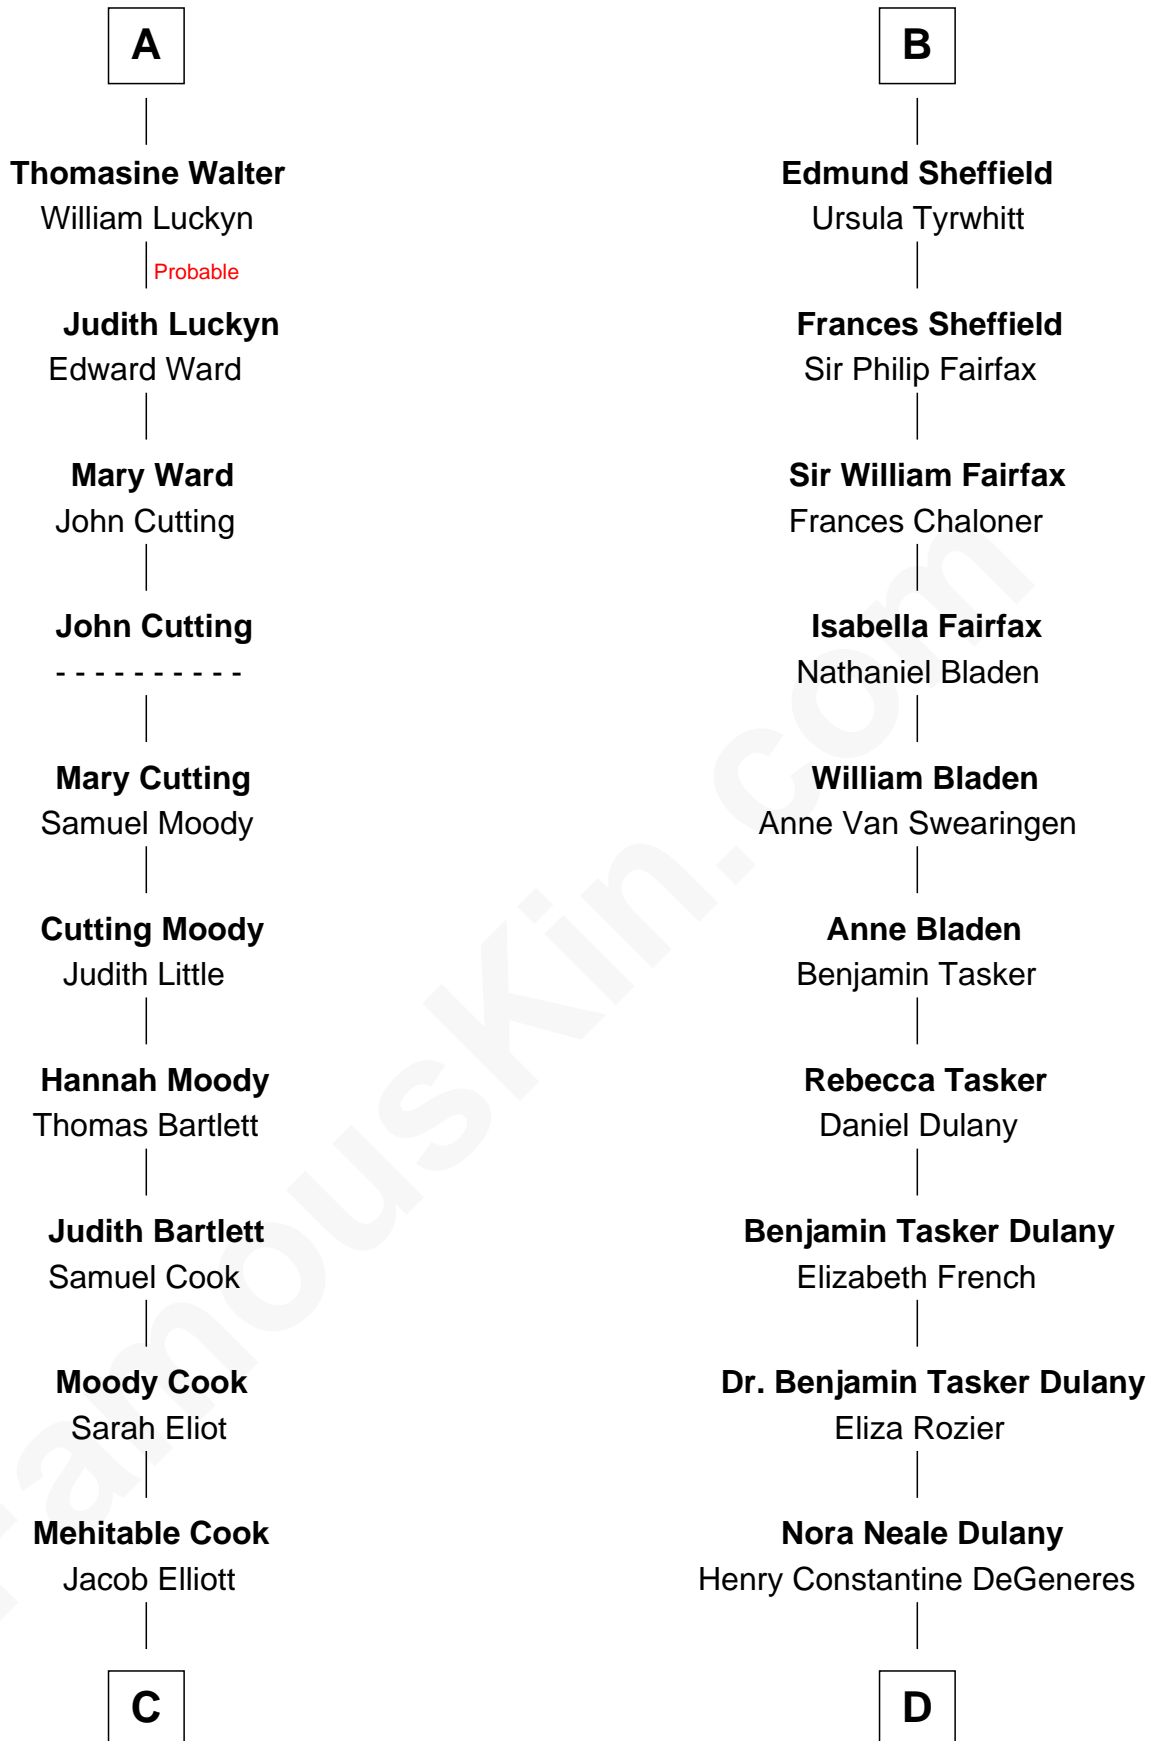 A
Thomasine Walter
William Luckyn
Probable
Judith Luckyn
Edward Ward
Mary Ward
John Cutting
John Cutting
- - - - - - - - - -
Mary Cutting
Samuel Moody
Cutting Moody
Judith Little
Hannah Moody
Thomas Bartlett
Judith Bartlett
Samuel Cook
Moody Cook
Sarah Eliot
Mehitable Cook
Jacob Elliott
C
B
Edmund Sheffield
Ursula Tyrwhitt
Frances Sheffield
Sir Philip Fairfax
Sir William Fairfax
Frances Chaloner
Isabella Fairfax
Nathaniel Bladen
William Bladen
Anne Van Swearingen
Anne Bladen
Benjamin Tasker
Rebecca Tasker
Daniel Dulany
Benjamin Tasker Dulany
Elizabeth French
Dr. Benjamin Tasker Dulany
Eliza Rozier
Nora Neale Dulany
Henry Constantine DeGeneres
D
FamousKin.com